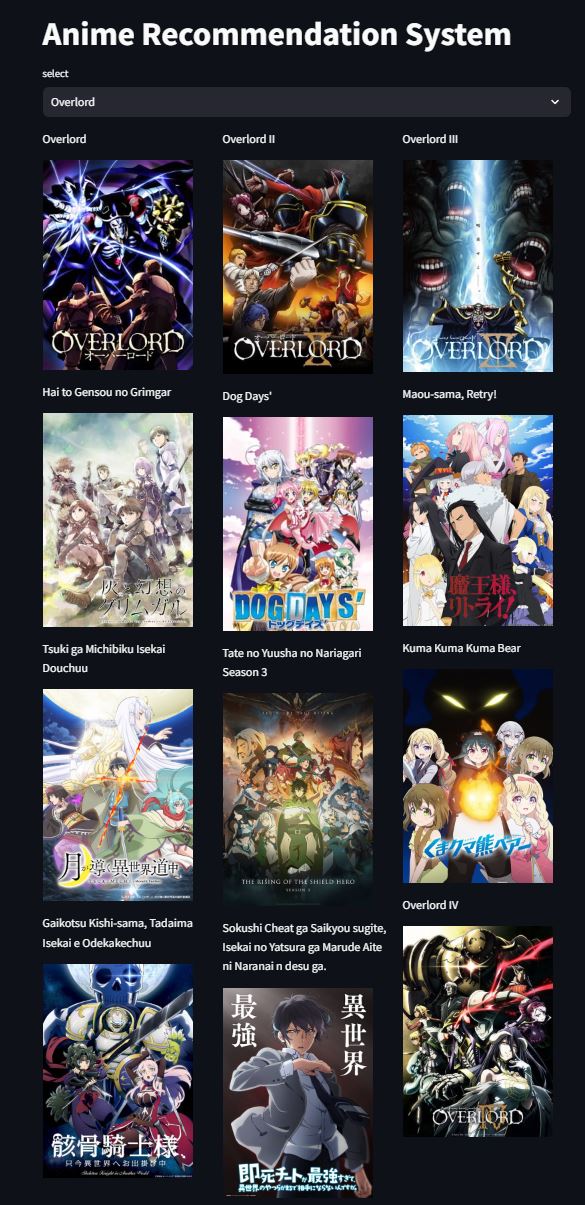 Anime Recommendation System
select
Overlord
Overlord
Overlord II
Overlord III
OVERLORD
オーバーロード
オーバーロード
OVERLORD
II
OVERLORD
III
Hai to Gensou no Grimgar
Dog Days'
Maou-sama, Retry!
灰と幻想の
グリムガル
DOG DAYS'
ドッグデイズ
魔王様、
リトライ!
Tsuki ga Michibiku Isekai
Douchuu
Tate no Yuusha no Nariagari
Season 3
Kuma Kuma Kuma Bear
月が導く異世界道中
THE RISING OF THE SHIELD HERO
SEASON 3
くまクマ熊ベアー
Gaikotsu Kishi-sama, Tadaima
Isekai e Odekakechuu
Sokushi Cheat ga Saikyou sugite,
Isekai no Yatsura ga Marude Aite
ni Naranai n desu ga.
Overlord IV
骸骨騎士様、
只今異世界へお出掛け中
Skeleton Knight in Another World
最強
異世界
即死チートが最強すぎて、
異世界のやつらがまるで相手にならないんですが。
OVERLORD
IV